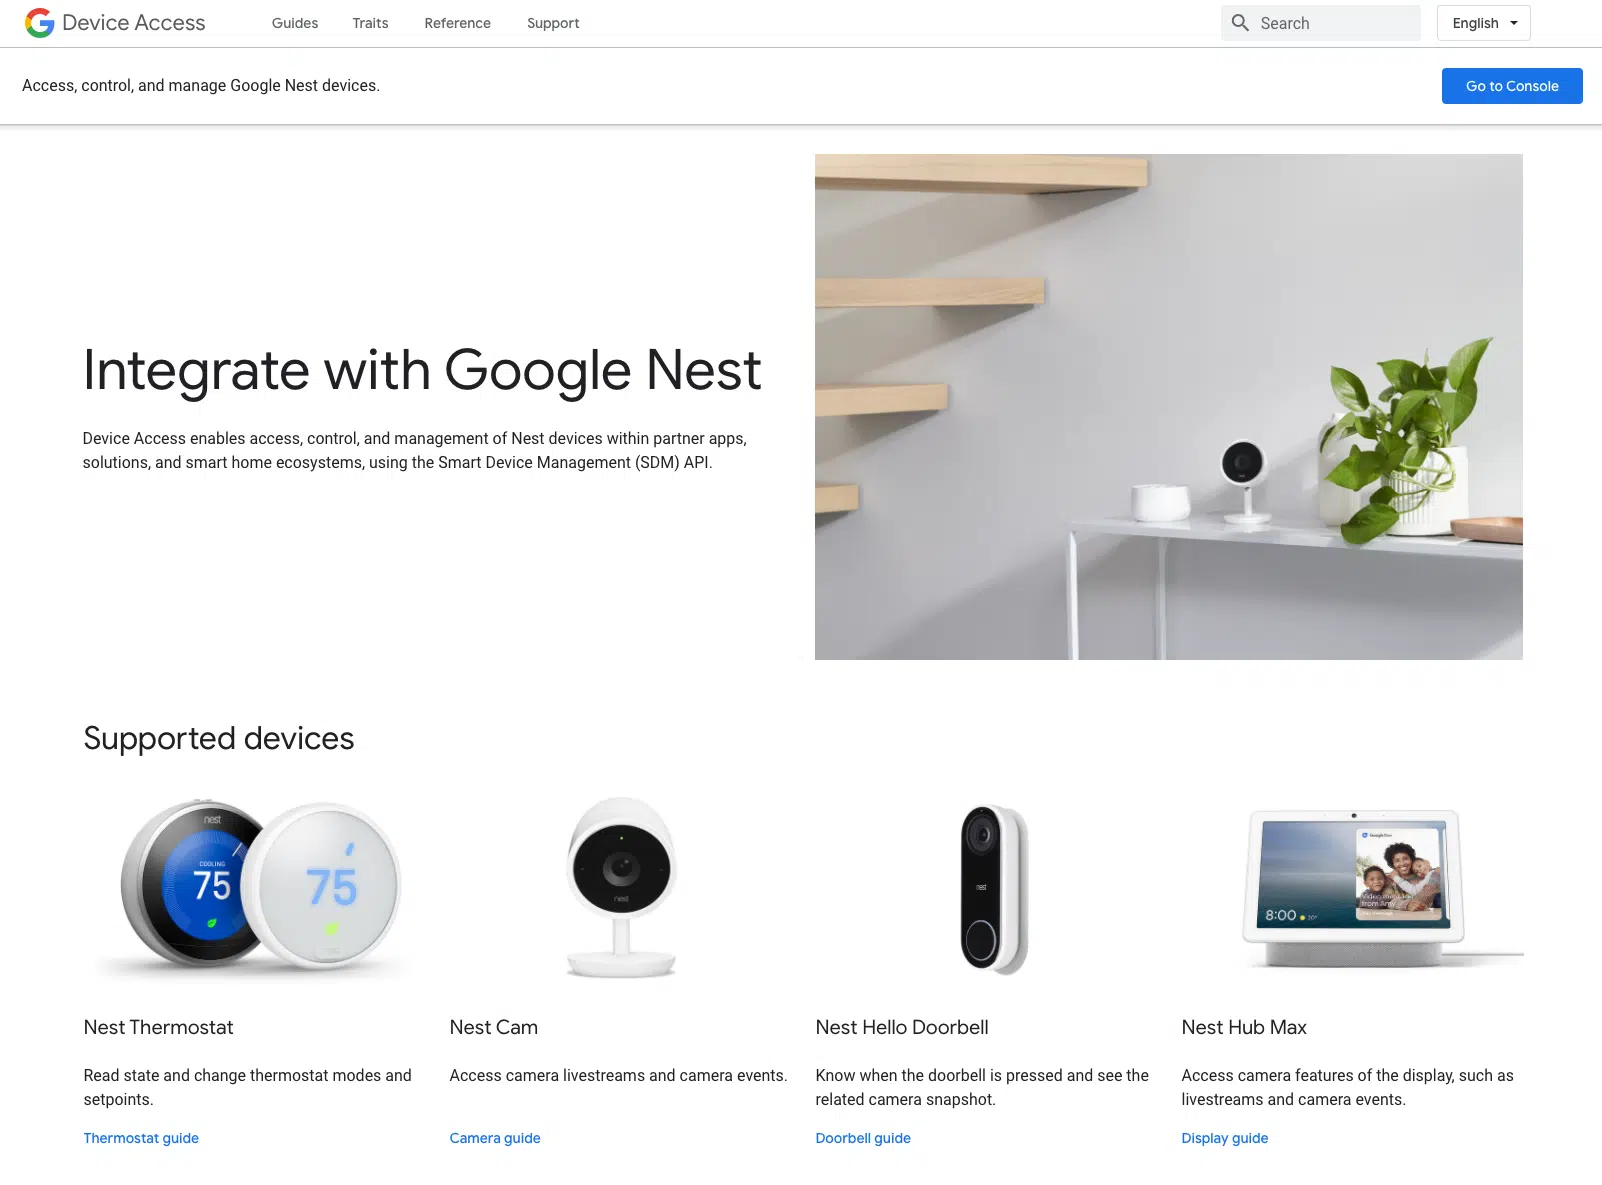 Device Access
Guides
Traits
Reference
Support
Search
English
Access, control, and manage Google Nest devices.
Go to Console
Integrate with Google Nest
Device Access enables access, control, and management of Nest devices within partner apps,
solutions, and smart home ecosystems, using the Smart Device Management (SDM) API.
Supported devices
nest
COOLING
75
75
nest
nest
8:00
Nest Thermostat
Read state and change thermostat modes and
setpoints.
Thermostat guide
Nest Cam
Access camera livestreams and camera events.
Camera guide
Nest Hello Doorbell
Know when the doorbell is pressed and see the
related camera snapshot.
Doorbell guide
Nest Hub Max
Access camera features of the display, such as
livestreams and camera events.
Display guide